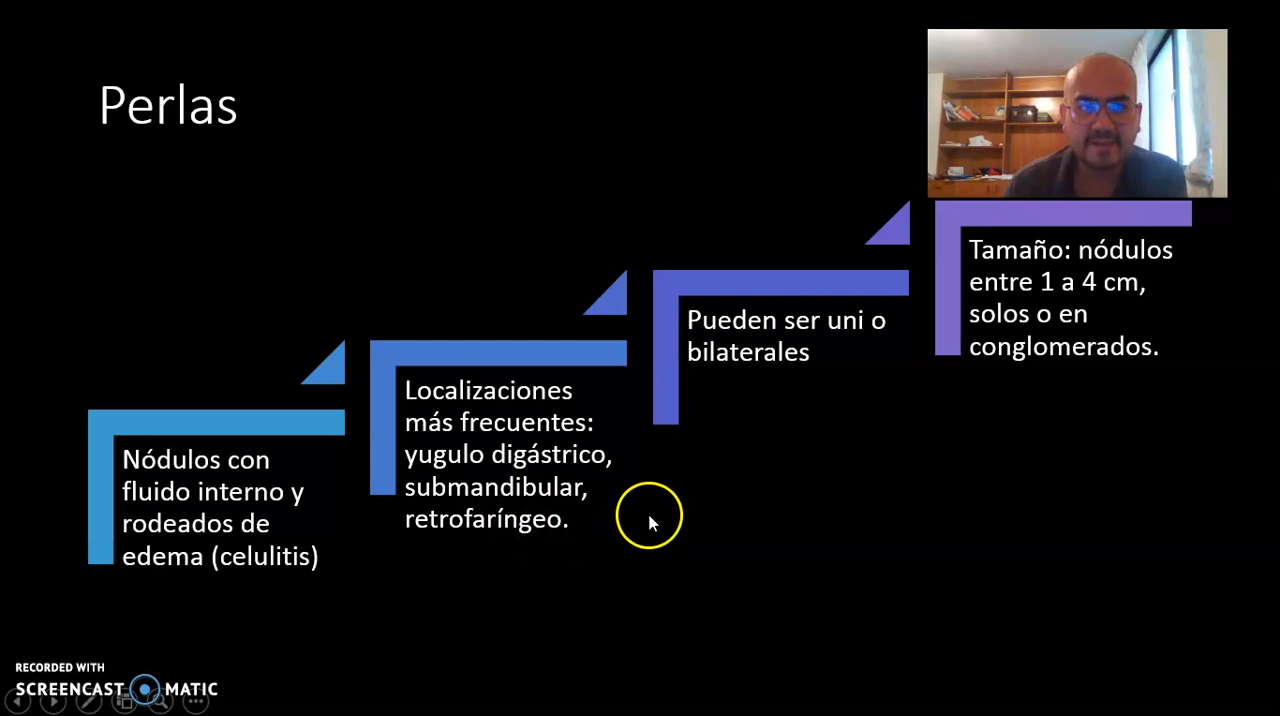 Perlas
Nódulos con
fluido interno y
rodeados de
edema (celulitis)
Localizaciones
más frecuentes:
yugulo digástrico,
submandibular,
retrofaríngeo.
Pueden ser uni o
bilaterales
Tamaño: nódulos
entre 1 a 4 cm,
solos o en
conglomerados.
RECORDED WITH
SCREENCAST MATIC